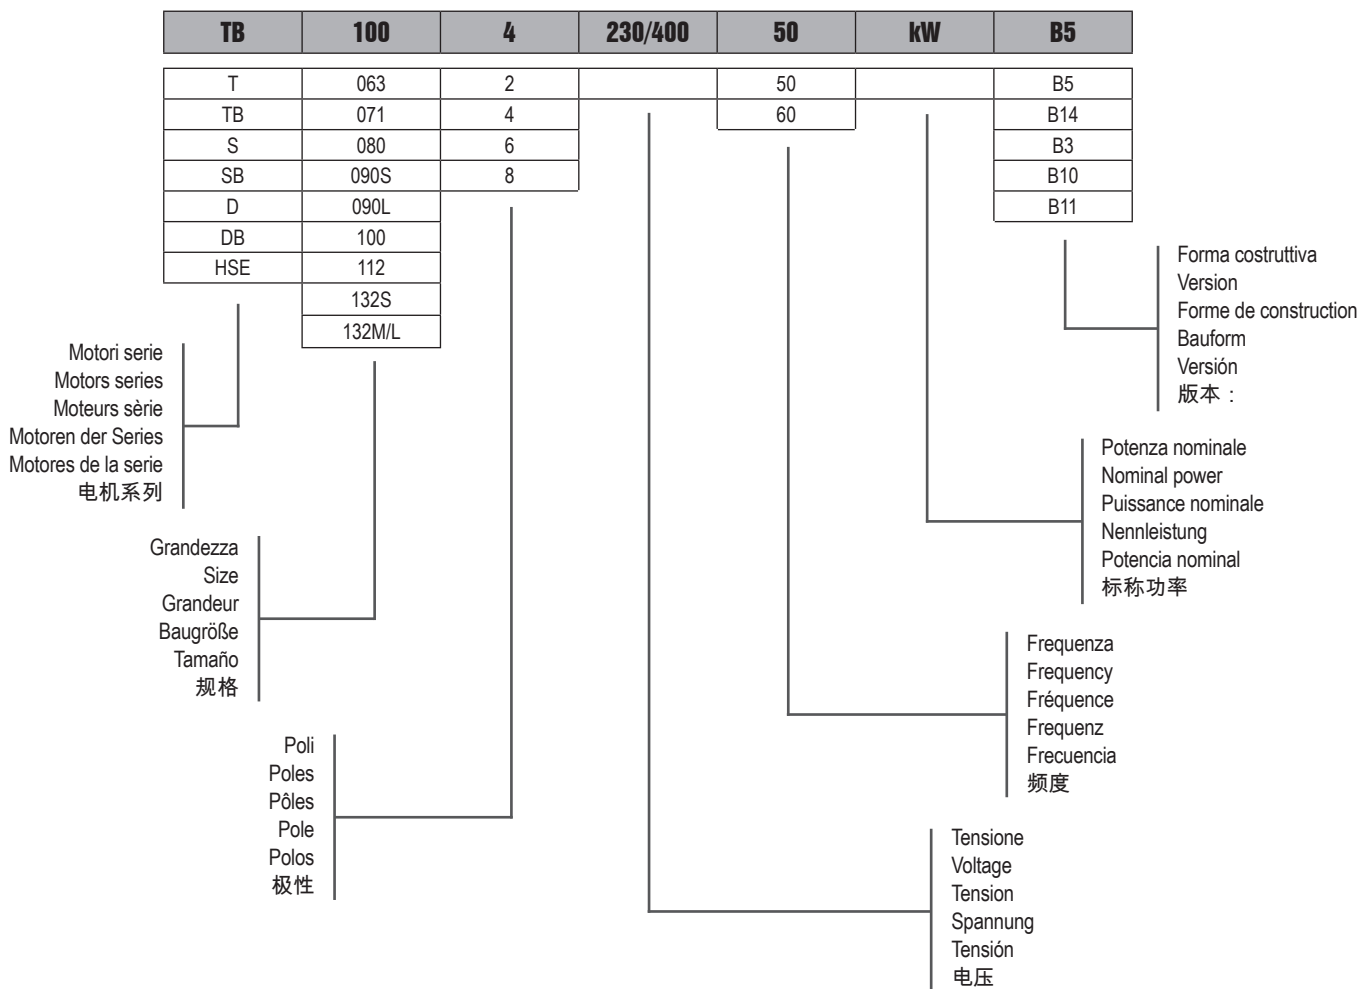 TB 100 4 230/400 50 kW B5
T 063 2 50 B5
TB 071 4 60 B14
S 080 6 B3
SB 090S 8 B10
D 090L B11
DB 100
HSE 112
132S
132M/L
Motori serie
Motors series
Moteurs sèrie
Motoren der Series
Motores de la serie
电机系列
Grandezza
Size
Grandeur
Baugröße
Tamaño
规格
Poli
Poles
Pôles
Pole
Polos
极性
Forma costruttiva
Version
Forme de construction
Bauform
Versión
版本：
Potenza nominale
Nominal power
Puissance nominale
Nennleistung
Potencia nominal
标称功率
Frequenza
Frequency
Fréquence
Frequenz
Frecuencia
频度
Tensione
Voltage
Tension
Spannung
Tensión
电压